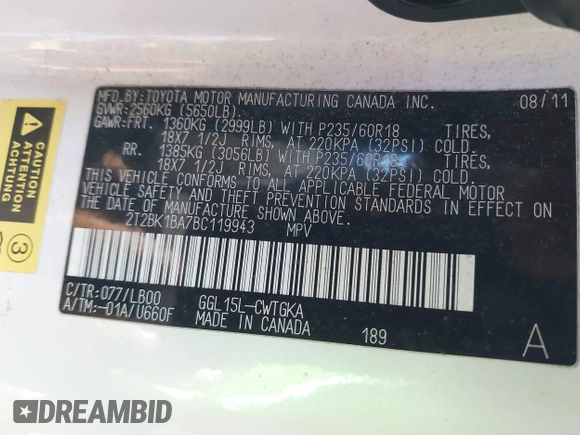 MFD.BY:TOYOTA MOTOR MANUFACTURING CANADA INC. 08/11
GVWR:2560KG (5650LB)
GAWR:FRT. 1360KG (2999LB) WITH P235/60R18 TIRES,
18X7 1/2J RIMS, AT 220KPA (32PSI) COLD.
RR. 1385KG (3056LB) WITH P235/60R18 TIRES,
18X7 1/2J RIMS, AT 220KPA (32PSI) COLD.
THIS VEHICLE CONFORMS TO ALL APPLICABLE FEDERAL MOTOR
VEHICLE SAFETY AND THEFT PREVENTION STANDARDS IN EFFECT ON
THE DATE OF MANUFACTURE SHOWN ABOVE.
2T2BK1BA7BC119943 MPV
C/TR:077/LB00 GGL15L-CWTGKA
A/TM:-01A/U660F MADE IN CANADA 189 A
ATTENTION
ACHTUNG
3
DREAMBID